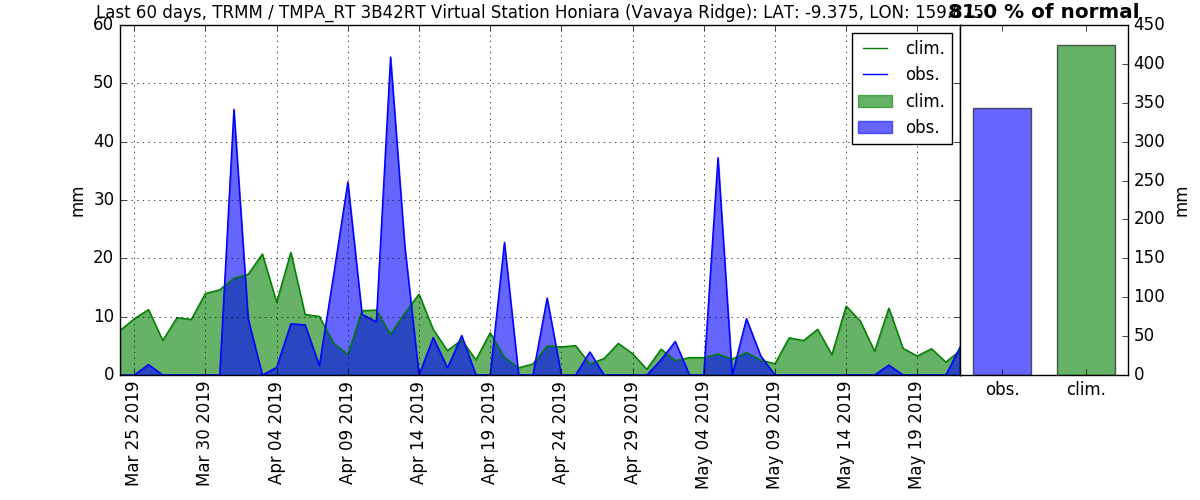 Last 60 days, TRMM / TMPA_RT 3B42RT Virtual Station Honiara (Vavaya Ridge): LAT: -9.375, LON: 159
81.0 % of normal
60
50
40
30
20
10
0
mm
clim.
obs.
clim.
obs.
450
400
350
300
250
200
150
100
50
0
mm
obs.
clim.
Mar 25 2019
Mar 30 2019
Apr 04 2019
Apr 09 2019
Apr 14 2019
Apr 19 2019
Apr 24 2019
Apr 29 2019
May 04 2019
May 09 2019
May 14 2019
May 19 2019